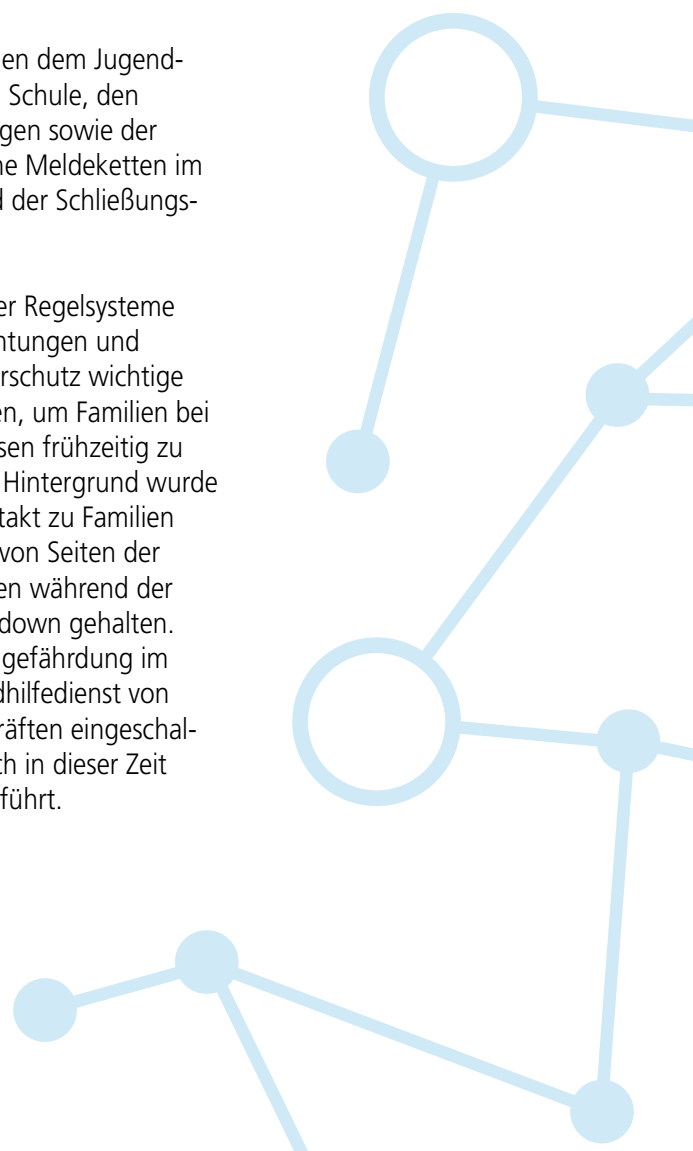 en dem Jugend-
Schule, den
gen sowie der
ne Meldeketten im
d der Schließungs-
er Regelsysteme
htungen und
rschutz wichtige
en, um Familien bei
sen frühzeitig zu
Hintergrund wurde
takt zu Familien
von Seiten der
en während der
down gehalten.
gefährdung im
dhilfedienst von
räften eingeschal-
ch in dieser Zeit
führt.